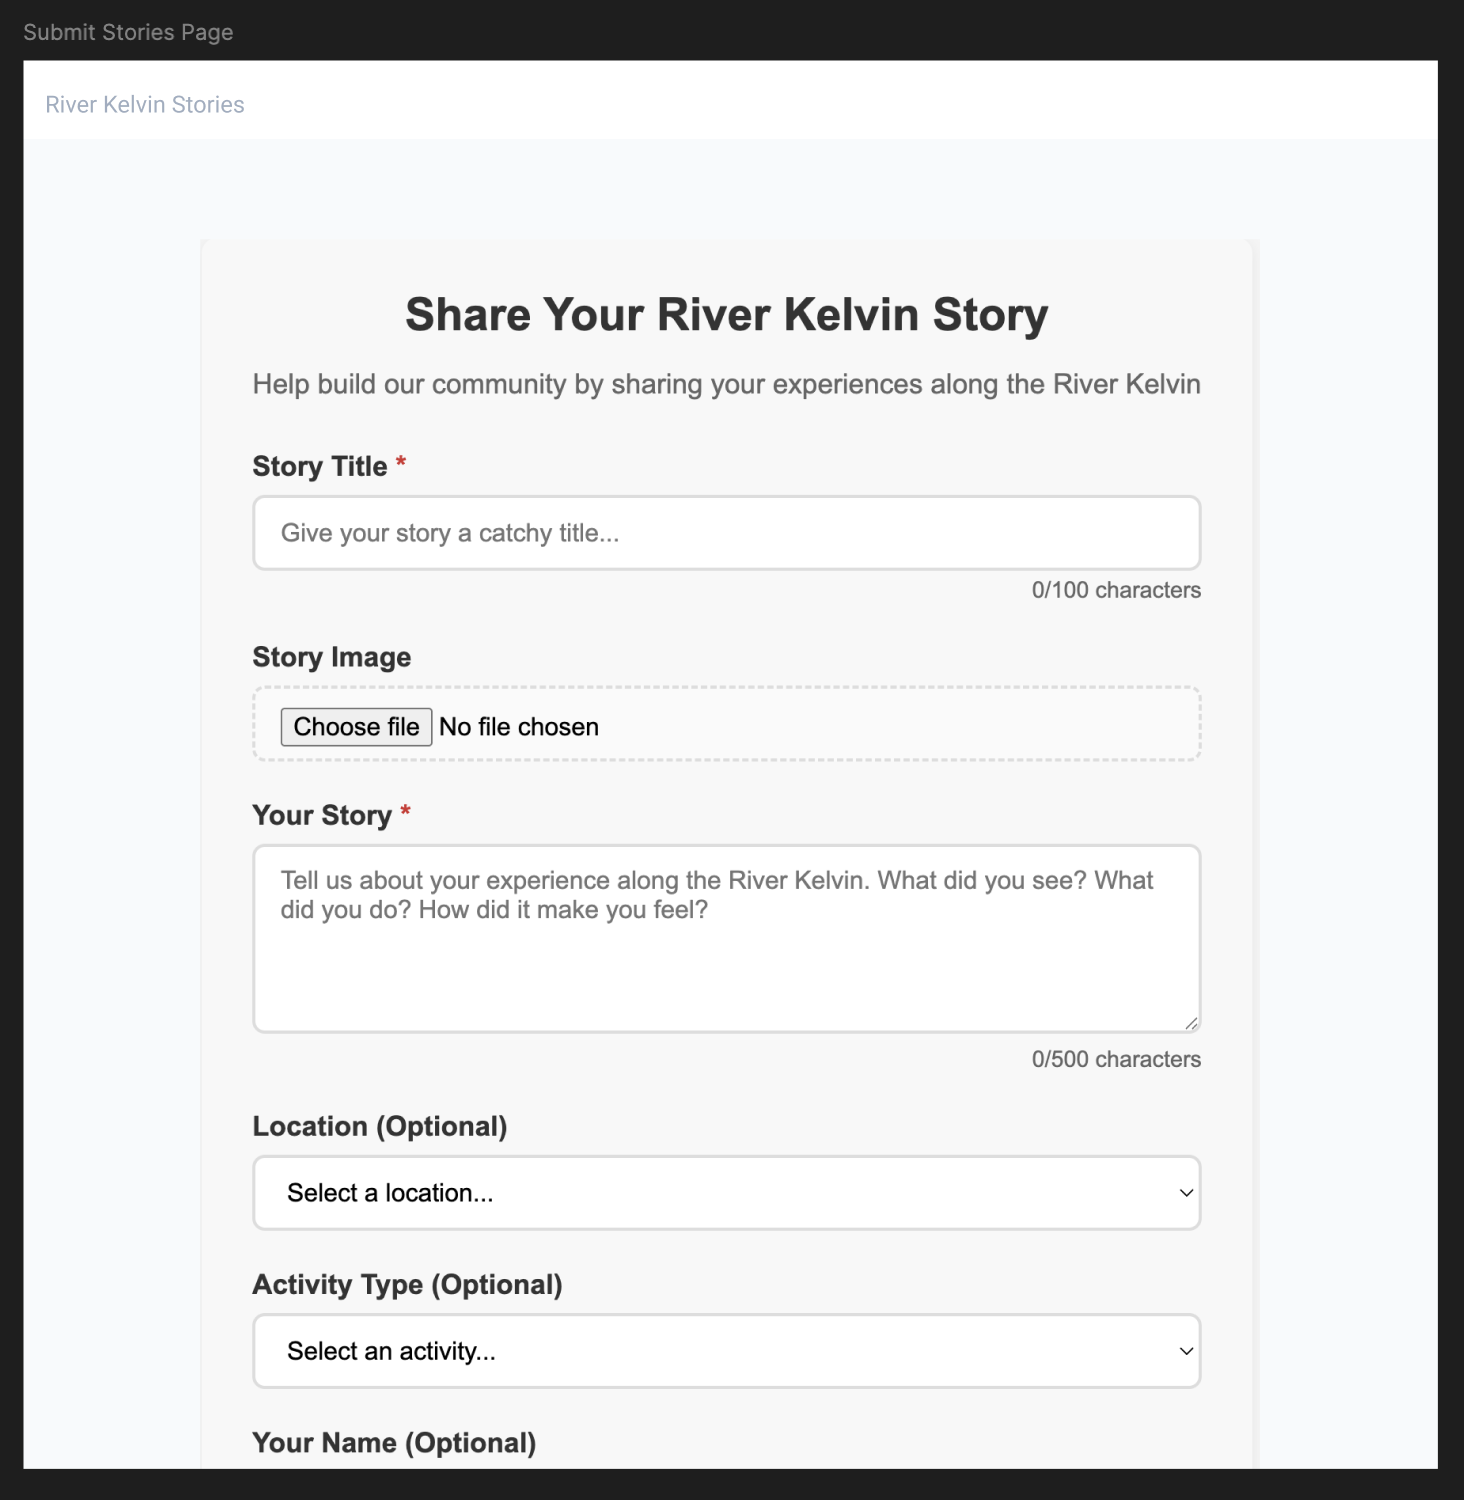 Submit Stories Page
River Kelvin Stories
Share Your River Kelvin Story
Help build our community by sharing your experiences along the River Kelvin
Story Title *
Give your story a catchy title...
0/100 characters
Story Image
Choose file No file chosen
Your Story *
Tell us about your experience along the River Kelvin. What did you see? What
did you do? How did it make you feel?
0/500 characters
Location (Optional)
Select a location...
Activity Type (Optional)
Select an activity...
Your Name (Optional)